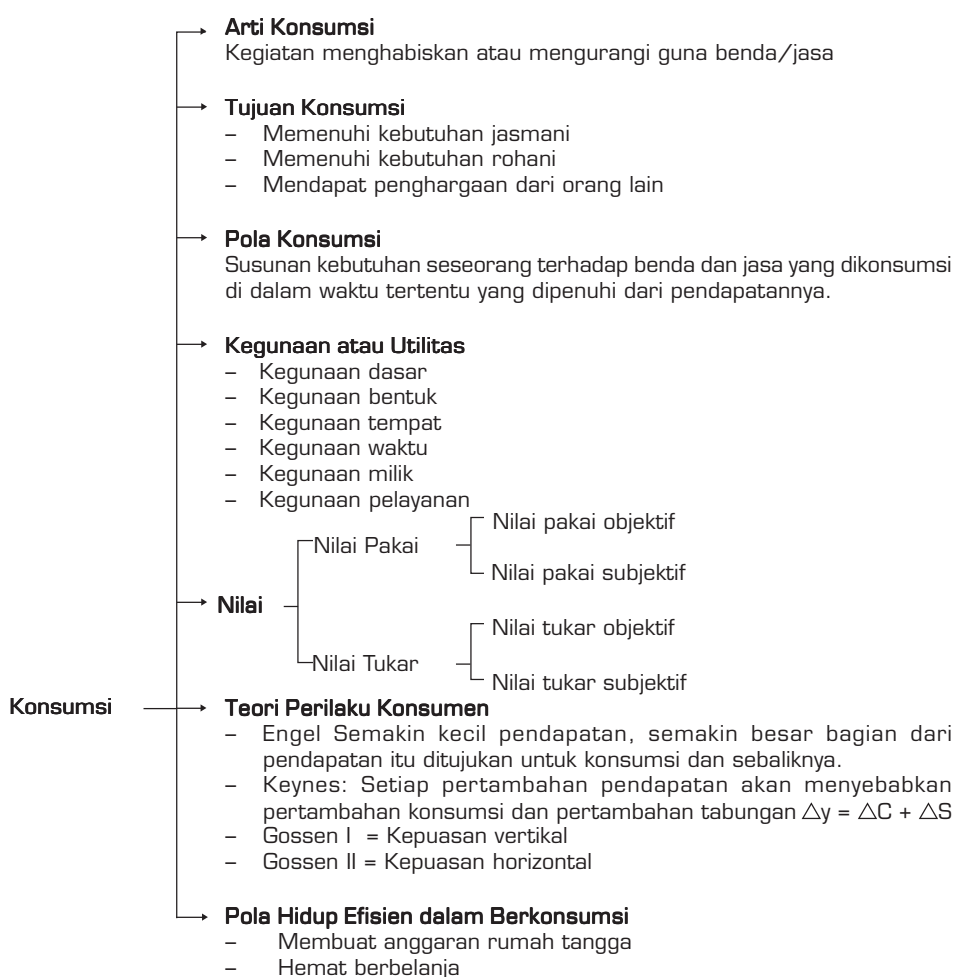 Arti Konsumsi
Kegiatan menghabiskan atau mengurangi guna benda/jasa
Tujuan Konsumsi
– Memenuhi kebutuhan jasmani
– Memenuhi kebutuhan rohani
– Mendapat penghargaan dari orang lain
Pola Konsumsi
Susunan kebutuhan seseorang terhadap benda dan jasa yang dikonsumsi
di dalam waktu tertentu yang dipenuhi dari pendapatannya.
Kegunaan atau Utilitas
– Kegunaan dasar
– Kegunaan bentuk
– Kegunaan tempat
– Kegunaan waktu
– Kegunaan milik
– Kegunaan pelayanan
Nilai pakai objektif
Nilai Pakai
Nilai pakai subjektif
Nilai
Nilai tukar objektif
Nilai Tukar
Nilai tukar subjektif
Konsumsi
Teori Perilaku Konsumen
– Engel Semakin kecil pendapatan, semakin besar bagian dari
pendapatan itu ditujukan untuk konsumsi dan sebaliknya.
– Keynes: Setiap pertambahan pendapatan akan menyebabkan
pertambahan konsumsi dan pertambahan tabungan △y = △C + △S
– Gossen I = Kepuasan vertikal
– Gossen II = Kepuasan horizontal
Pola Hidup Efisien dalam Berkonsumsi
– Membuat anggaran rumah tangga
– Hemat berbelanja